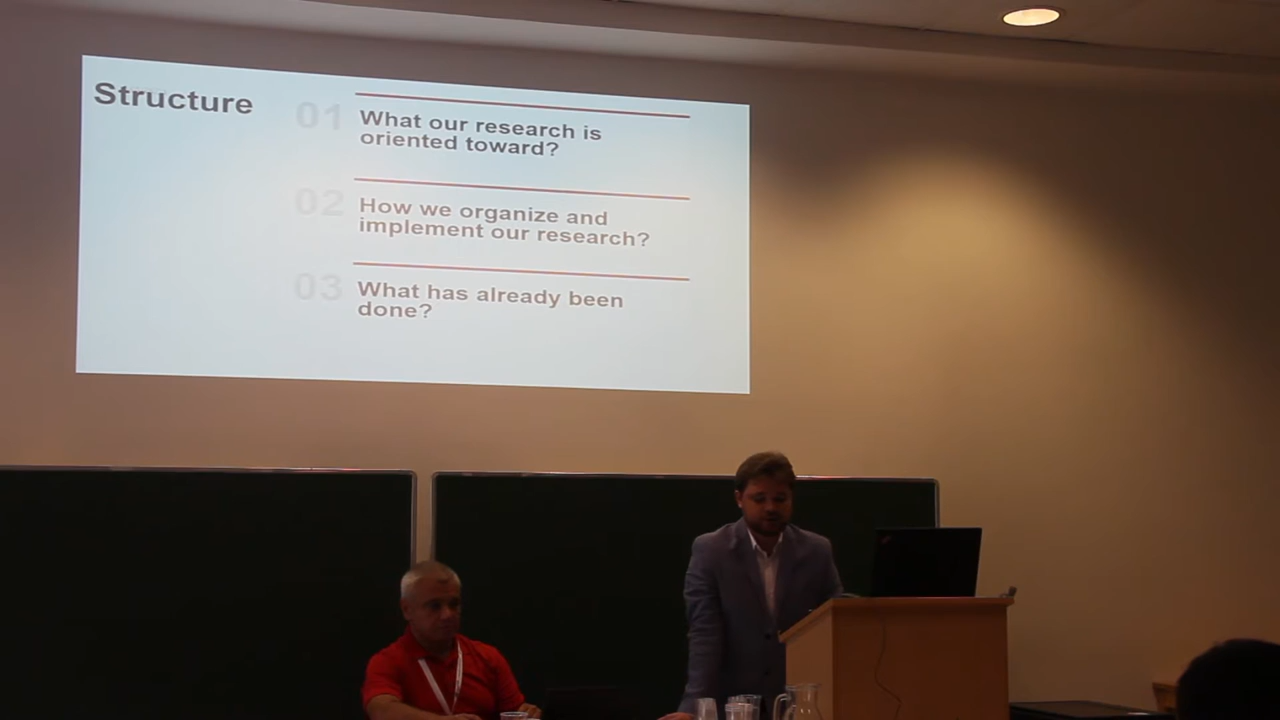 Structure
01
What our research is
oriented toward?
02
How we organize and
implement our research?
03
What has already been
done?